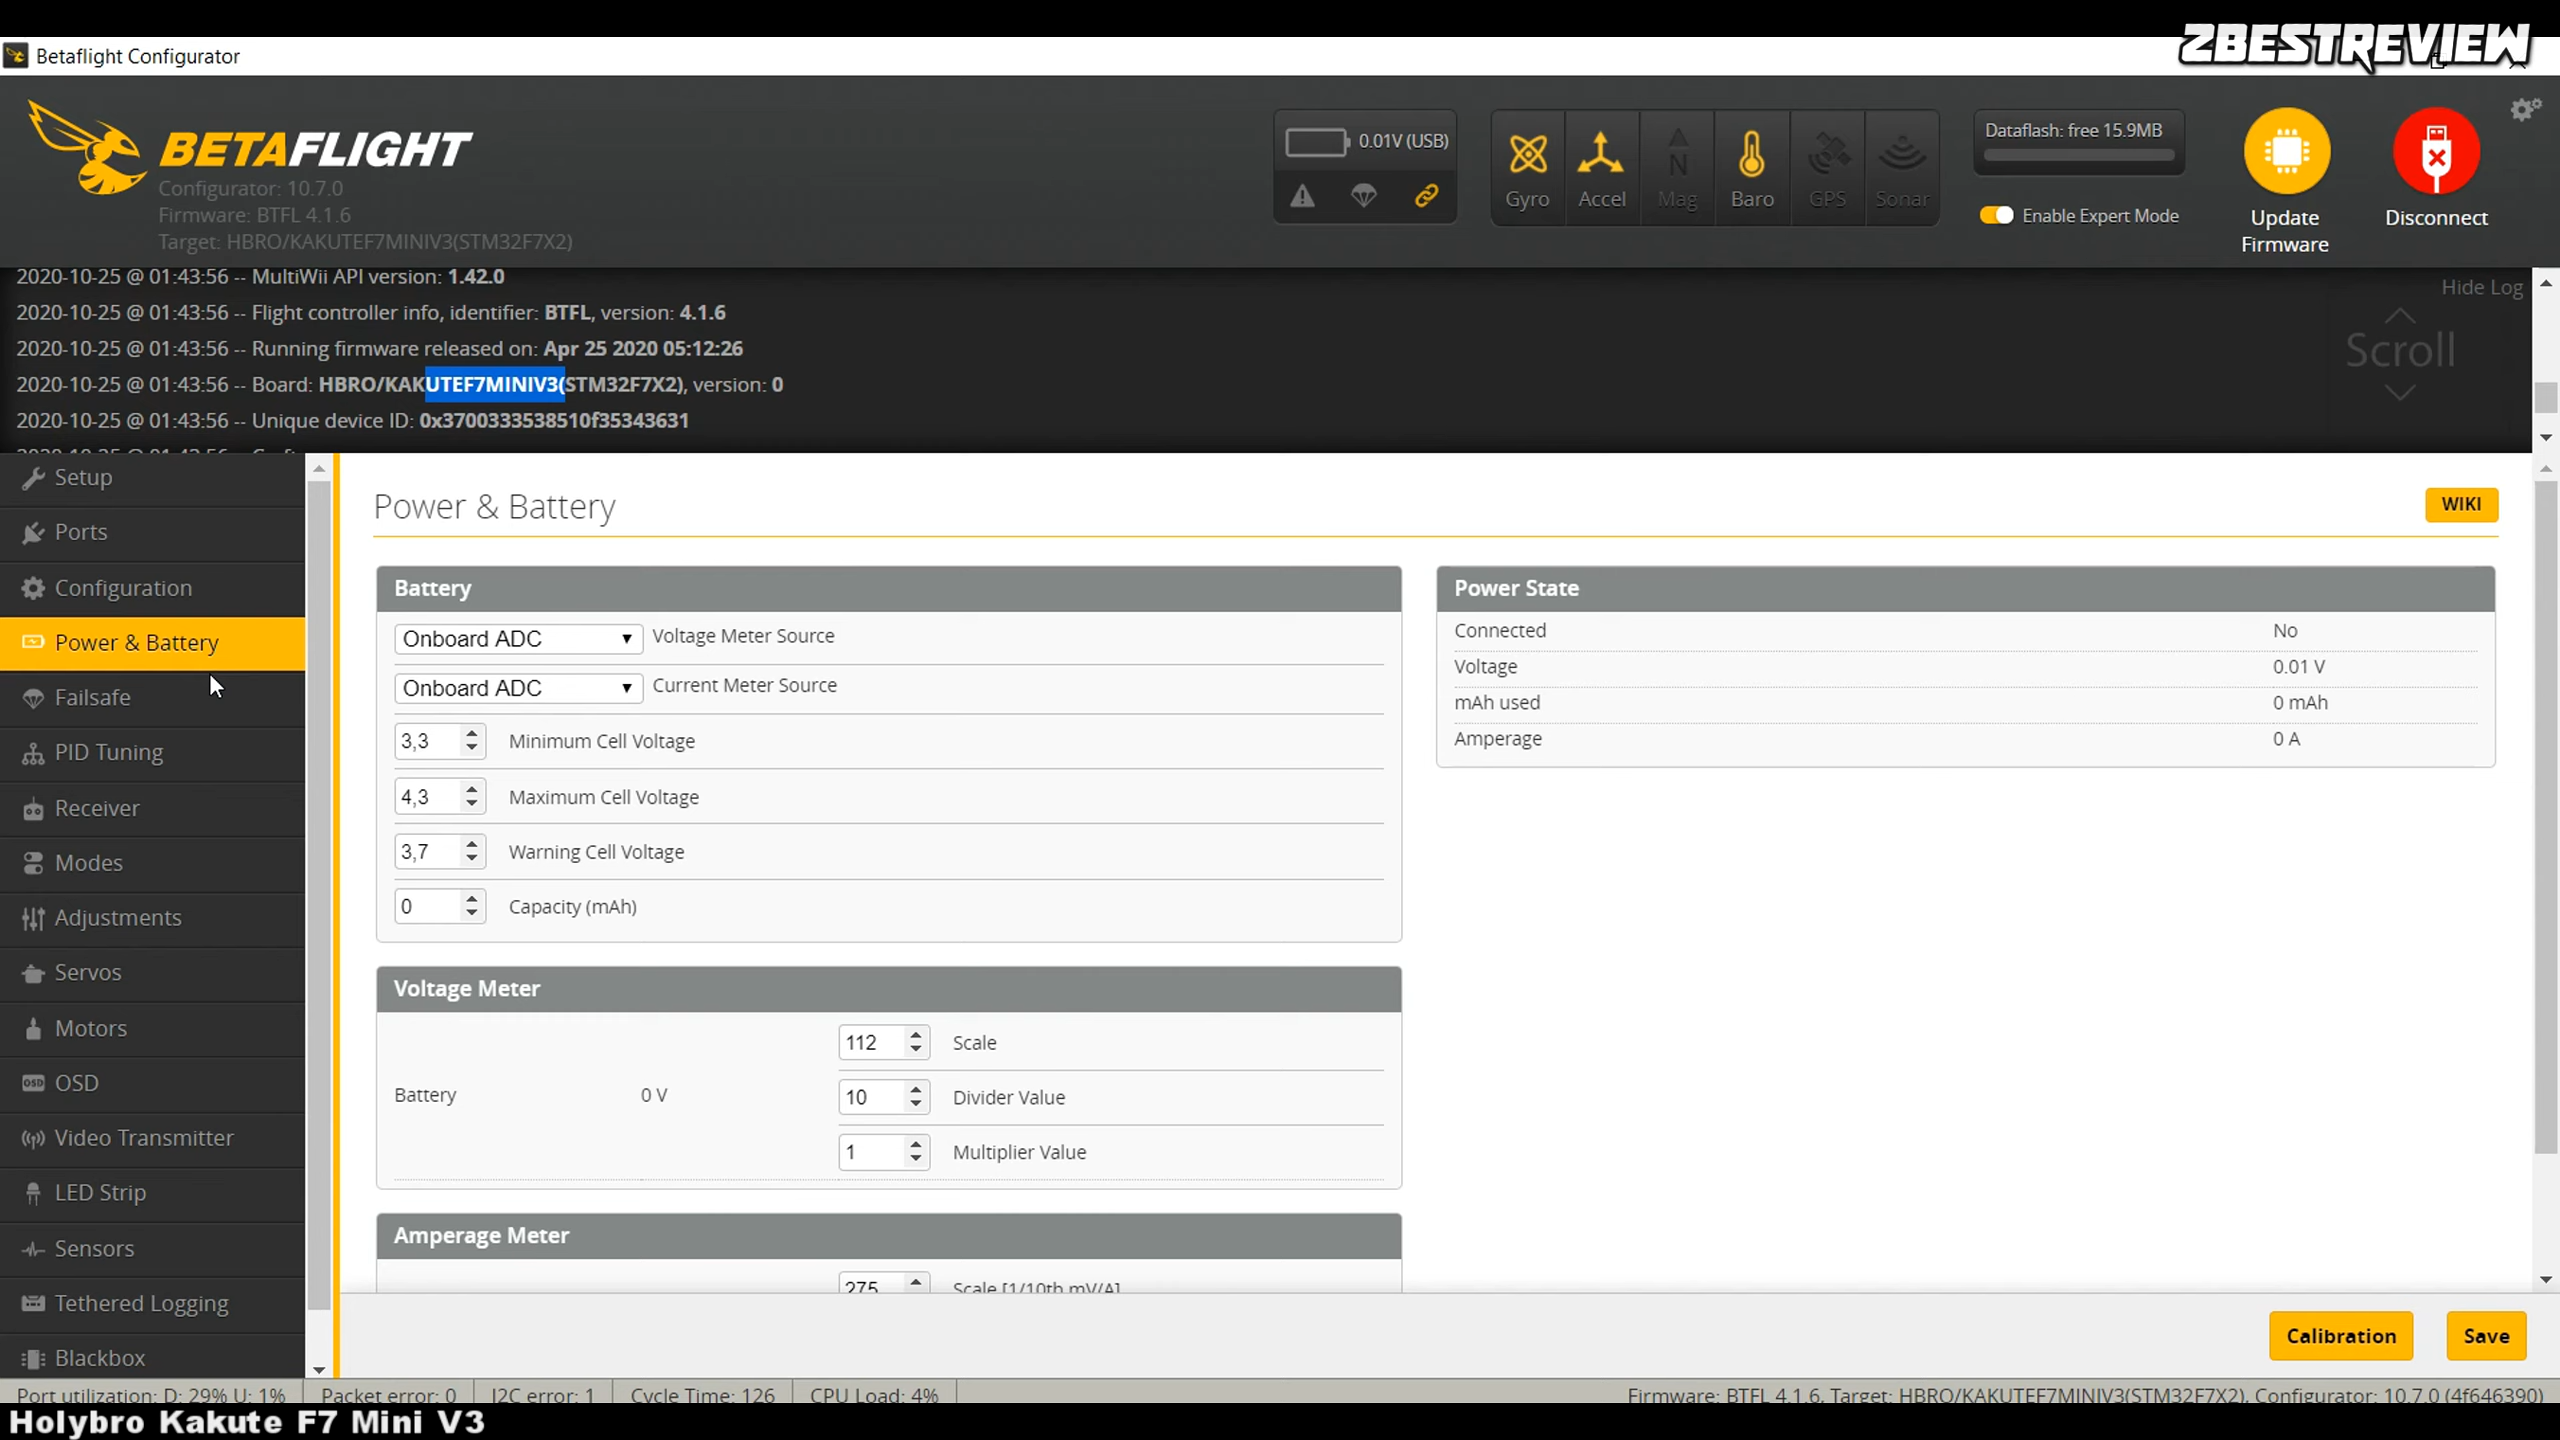 ZBESTREVIEW
Betaflight Configurator
BETAFLIGHT
Configurator: 10.7.0
Firmware: BTFL 4.1.6
Target: HBRO/KAKUTEF7MINIV3(STM32F7X2)
0.01V (USB)
Gyro
Accel
Mag
Baro
GPS
Sonar
Dataflash: free 15.9MB
Enable Expert Mode
Update
Firmware
Disconnect
2020-10-25 @ 01:43:56 -- MultiWii API version: 1.42.0
2020-10-25 @ 01:43:56 -- Flight controller info, identifier: BTFL, version: 4.1.6
2020-10-25 @ 01:43:56 -- Running firmware released on: Apr 25 2020 05:12:26
2020-10-25 @ 01:43:56 -- Board: HBRO/KAKUTEF7MINIV3(STM32F7X2), version: 0
2020-10-25 @ 01:43:56 -- Unique device ID: 0x3700333538510f35343631
Hide Log
Scroll
Setup
Ports
Configuration
Power & Battery
Failsafe
PID Tuning
Receiver
Modes
Adjustments
Servos
Motors
OSD
Video Transmitter
LED Strip
Sensors
Tethered Logging
Blackbox
Power & Battery
WIKI
Battery
Onboard ADC Voltage Meter Source
Onboard ADC Current Meter Source
3,3 Minimum Cell Voltage
4,3 Maximum Cell Voltage
3,7 Warning Cell Voltage
0 Capacity (mAh)
Power State
Connected No
Voltage 0.01 V
mAh used 0 mAh
Amperage 0 A
Voltage Meter
Battery 0 V
112 Scale
10 Divider Value
1 Multiplier Value
Amperage Meter
275 Scale [1/10th mV/A]
Calibration
Save
Port utilization: D: 29% U: 1%
Packet error: 0
I2C error: 1
Cycle Time: 126
CPU Load: 4%
Firmware: BTFL 4.1.6, Target: HBRO/KAKUTEF7MINIV3(STM32F7X2), Configurator: 10.7.0 (4f646390)
Holybro Kakute F7 Mini V3